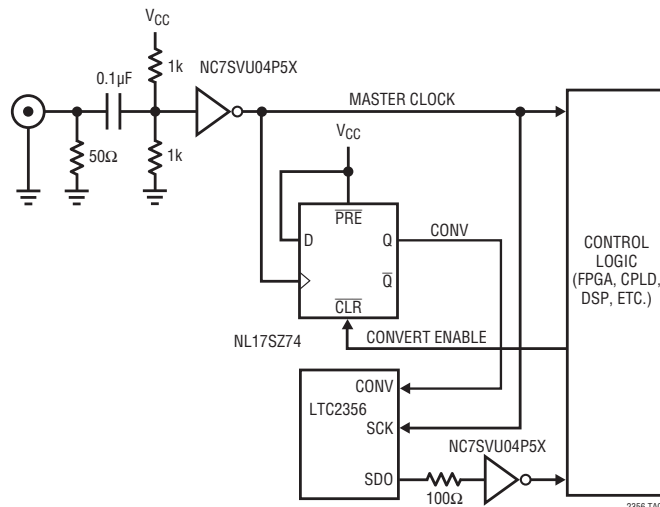 VCC
1k
NC7SVU04P5X
0.1µF
MASTER CLOCK
50Ω
1k
VCC
PRE
D
Q
CONV
Q
CLR
CONTROL
LOGIC
(FPGA, CPLD,
DSP, ETC.)
NL17SZ74
CONVERT ENABLE
CONV
LTC2356
SCK
NC7SVU04P5X
SDO
100Ω